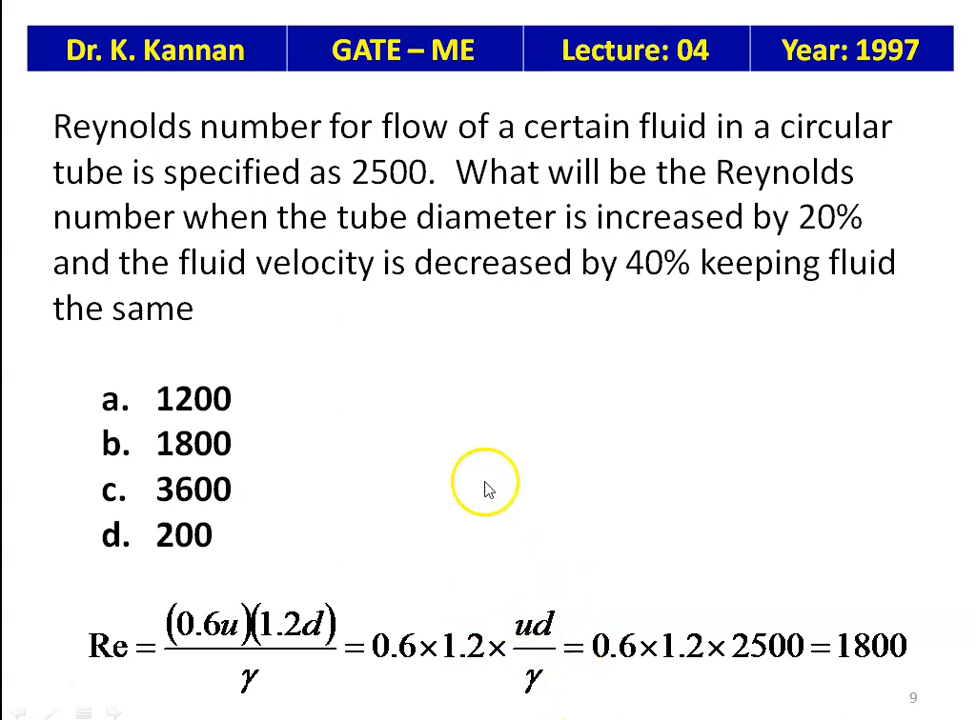 Dr. K. Kannan GATE – ME Lecture: 04 Year: 1997
Reynolds number for flow of a certain fluid in a circular
tube is specified as 2500. What will be the Reynolds
number when the tube diameter is increased by 20%
and the fluid velocity is decreased by 40% keeping fluid
the same
a. 1200
b. 1800
c. 3600
d. 200
Re = (0.6u)(1.2d)/γ = 0.6×1.2× ud/γ = 0.6×1.2×2500 = 1800
9